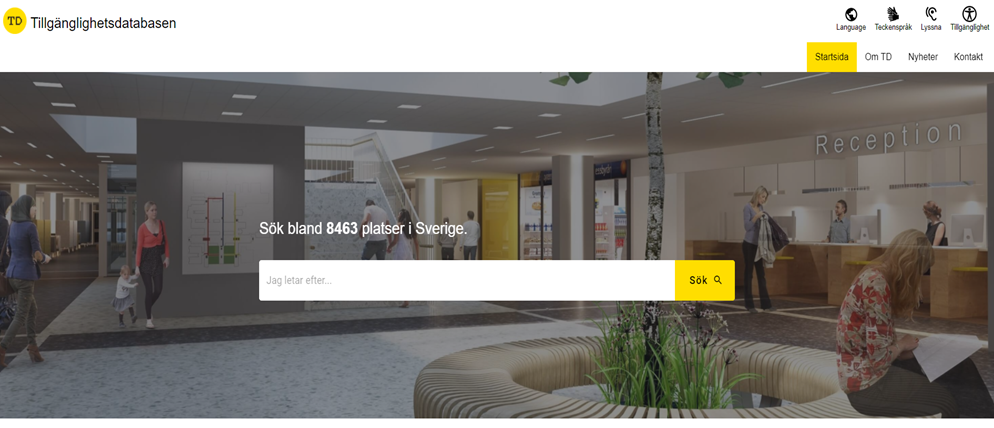 TD Tillgänglighetsdatabasen
Language Teckenspråk Lyssna Tillgänglighet
Startsida Om TD Nyheter Kontakt
Reception
Sök bland 8463 platser i Sverige.
Jag letar efter... Sök